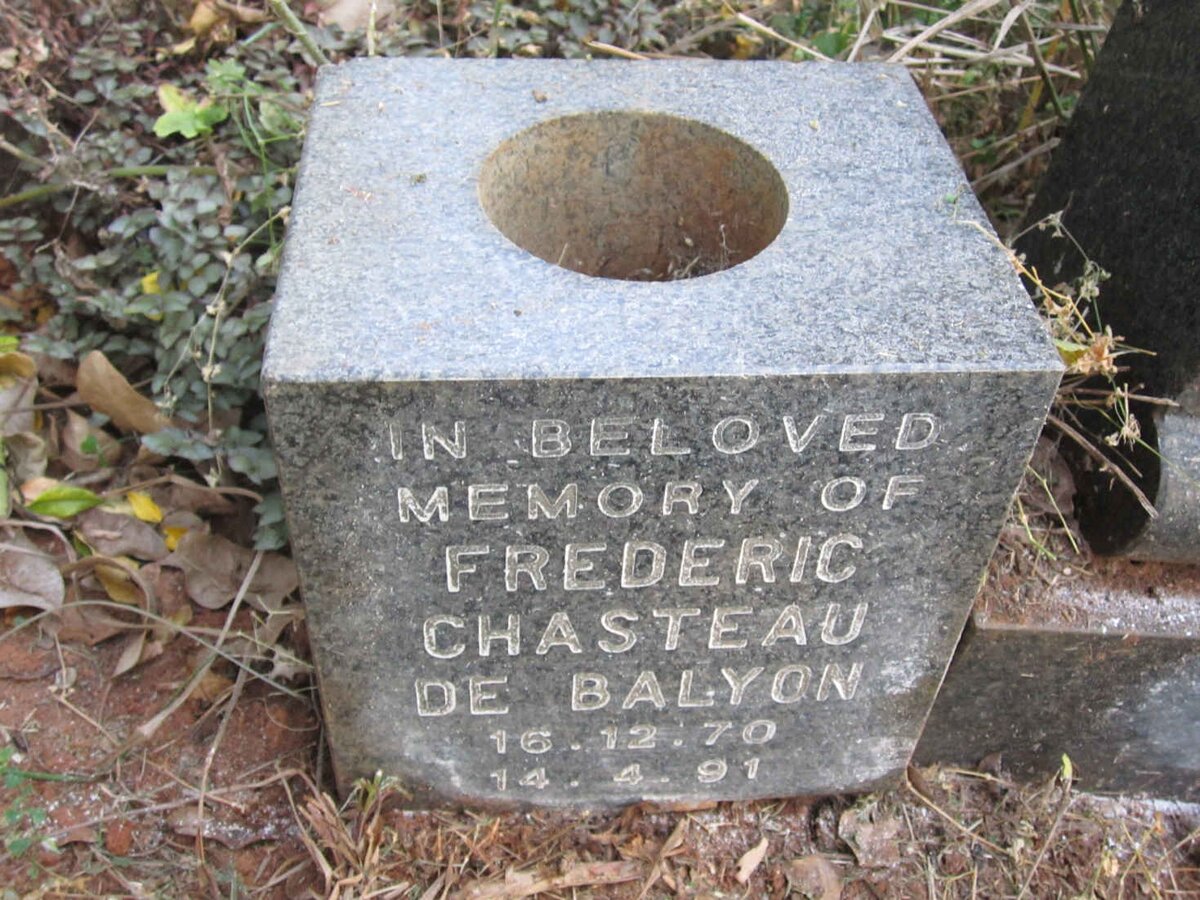 IN BELOVED
MEMORY OF
FREDERIC
CHASTEAU
DE BALYON
16.12.70
14.4.91